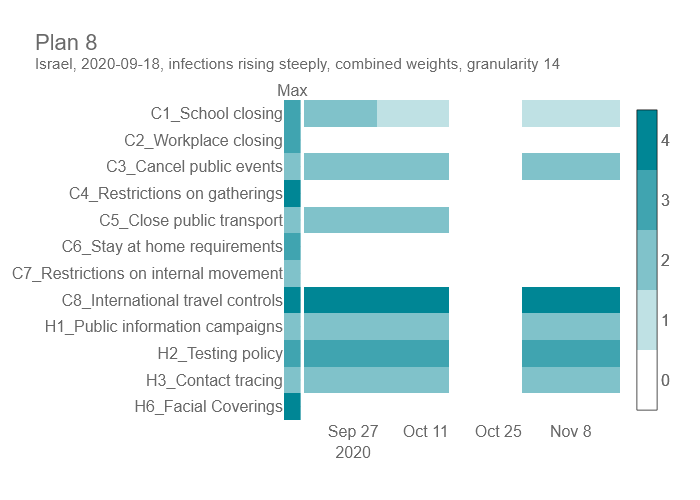 Plan 8
Israel, 2020-09-18, infections rising steeply, combined weights, granularity 14
Max
C1_School closing
C2_Workplace closing
C3_Cancel public events
C4_Restrictions on gatherings
C5_Close public transport
C6_Stay at home requirements
C7_Restrictions on internal movement
C8_International travel controls
H1_Public information campaigns
H2_Testing policy
H3_Contact tracing
H6_Facial Coverings
4
3
2
1
0
Sep 27 Oct 11 Oct 25 Nov 8
2020